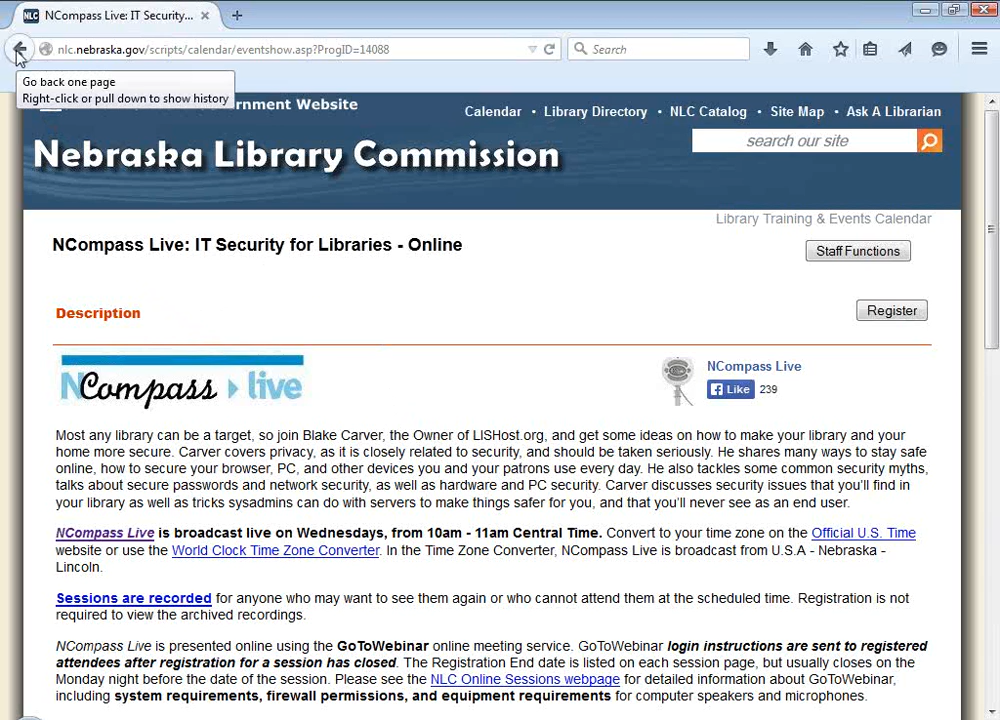 NLC NCompass Live: IT Security... × +
nlc.nebraska.gov/scripts/calendar/eventshow.asp?ProgID=14088
Search
Go back one page
Right-click or pull down to show history
rnment Website
Calendar • Library Directory • NLC Catalog • Site Map • Ask A Librarian
Nebraska Library Commission
search our site
Library Training & Events Calendar
NCompass Live: IT Security for Libraries - Online
Staff Functions
Description
Register
NCompass live
NCompass Live
Like 239
Most any library can be a target, so join Blake Carver, the Owner of LISHost.org, and get some ideas on how to make your library and your
home more secure. Carver covers privacy, as it is closely related to security, and should be taken seriously. He shares many ways to stay safe
online, how to secure your browser, PC, and other devices you and your patrons use every day. He also tackles some common security myths,
talks about secure passwords and network security, as well as hardware and PC security. Carver discusses security issues that you'll find in
your library as well as tricks sysadmins can do with servers to make things safer for you, and that you'll never see as an end user.
NCompass Live is broadcast live on Wednesdays, from 10am - 11am Central Time. Convert to your time zone on the Official U.S. Time
website or use the World Clock Time Zone Converter. In the Time Zone Converter, NCompass Live is broadcast from U.S.A - Nebraska -
Lincoln.
Sessions are recorded for anyone who may want to see them again or who cannot attend them at the scheduled time. Registration is not
required to view the archived recordings.
NCompass Live is presented online using the GoToWebinar online meeting service. GoToWebinar login instructions are sent to registered
attendees after registration for a session has closed. The Registration End date is listed on each session page, but usually closes on the
Monday night before the date of the session. Please see the NLC Online Sessions webpage for detailed information about GoToWebinar,
including system requirements, firewall permissions, and equipment requirements for computer speakers and microphones.